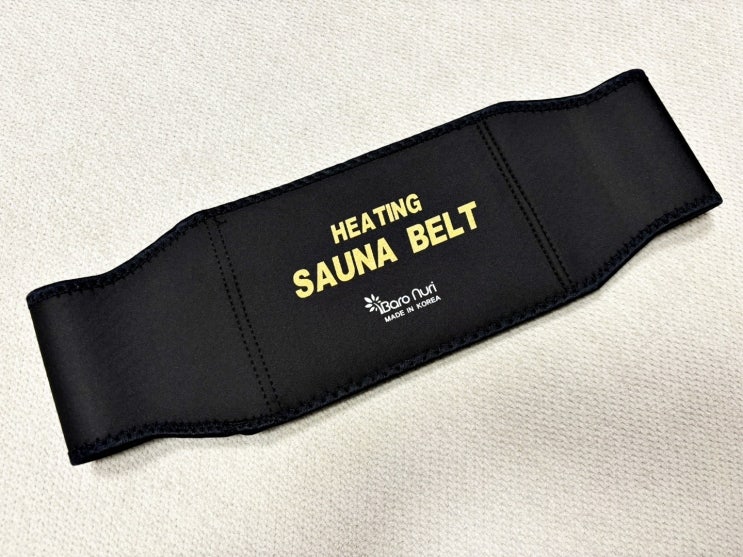 HEATING
SAUNA BELT
Baro Nuri
MADE IN KOREA